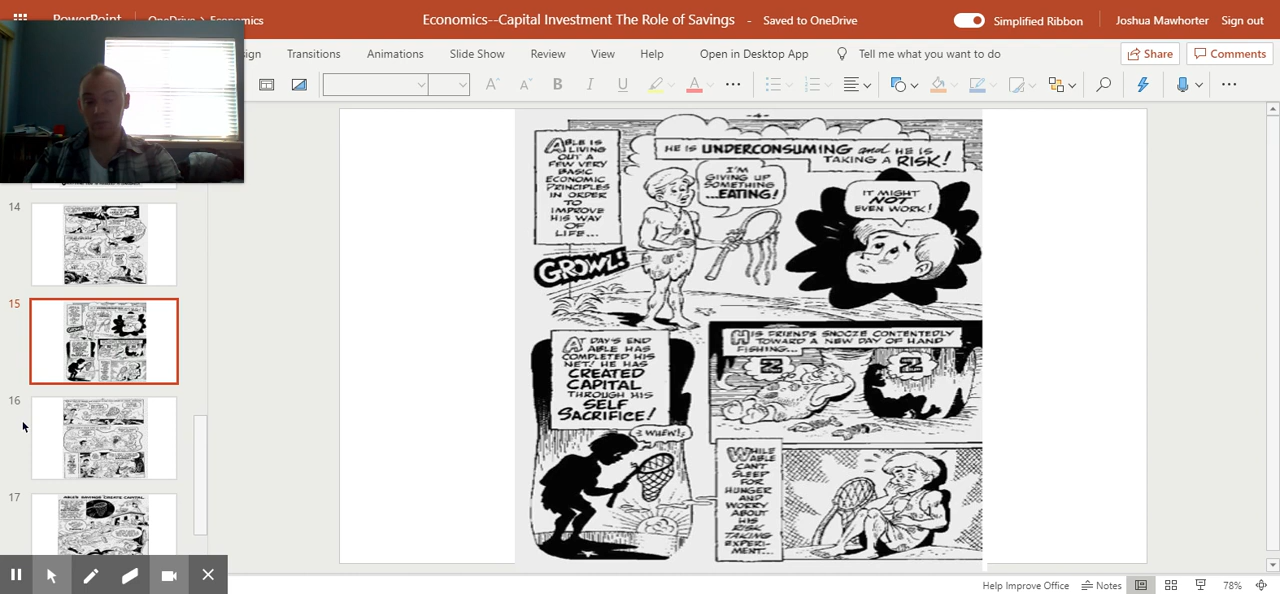 PowerPoint
OneDrive > Economics
Economics--Capital Investment The Role of Savings - Saved to OneDrive
Simplified Ribbon
Joshua Mawhorter
Sign out
sign
Transitions
Animations
Slide Show
Review
View
Help
Open in Desktop App
Tell me what you want to do
Share
Comments
B
I
U
A
14
15
16
17
-4-
ABLE IS
LIVING
OUT A
FEW VERY
BASIC
ECONOMIC
PRINCIPLES
IN ORDER
TO
IMPROVE
HIS WAY
OF
LIFE...
HE IS UNDERCONSUMING and HE IS
TAKING A RISK!
I'M
GIVING UP
SOMETHING
...EATING!
IT MIGHT
NOT
EVEN WORK!
GROWL!
AT DAY'S END
ABLE HAS
COMPLETED HIS
NET! HE HAS
CREATED
CAPITAL
THROUGH HIS
SELF
SACRIFICE!
WHEW!
HIS FRIENDS SNOOZE CONTENTEDLY
TOWARD A NEW DAY OF HAND
FISHING...
Z
Z
WHILE
ABLE
CAN'T
SLEEP
FOR
HUNGER
AND
WORRY
ABOUT
HIS
RISK
TAKING
EXPERI-
MENT...
ABLE'S SAVINGS CREATE CAPITAL
Help Improve Office
Notes
78%